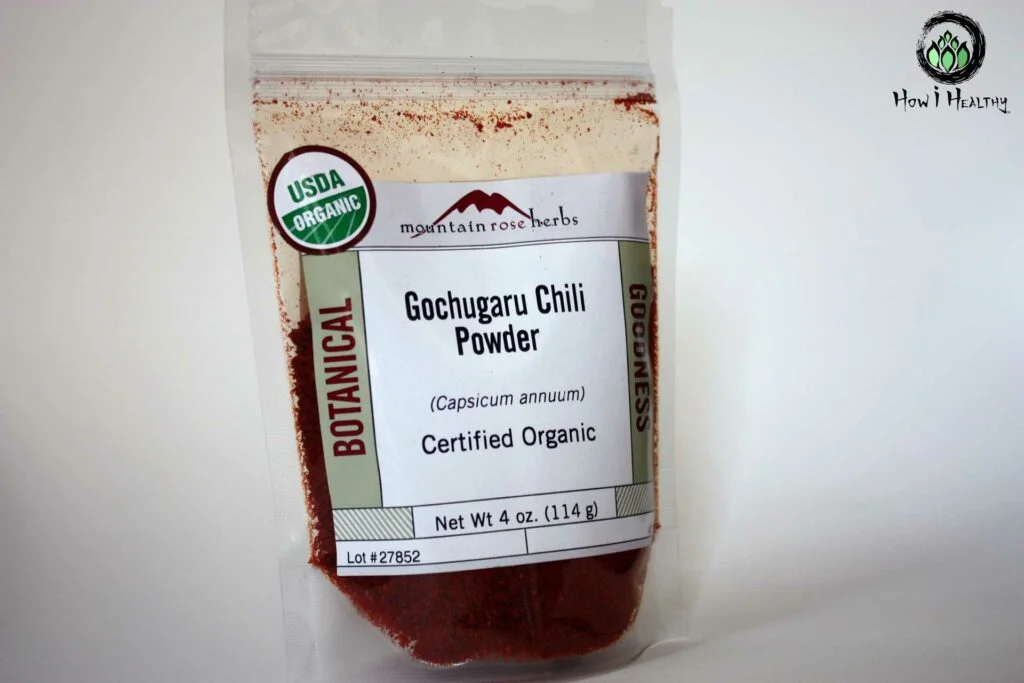 How i Healthy
USDA
ORGANIC
mountain rose herbs
BOTANICAL
GOODNESS
Gochugaru Chili
Powder
(Capsicum annuum)
Certified Organic
Net Wt 4 oz. (114 g)
Lot #27852